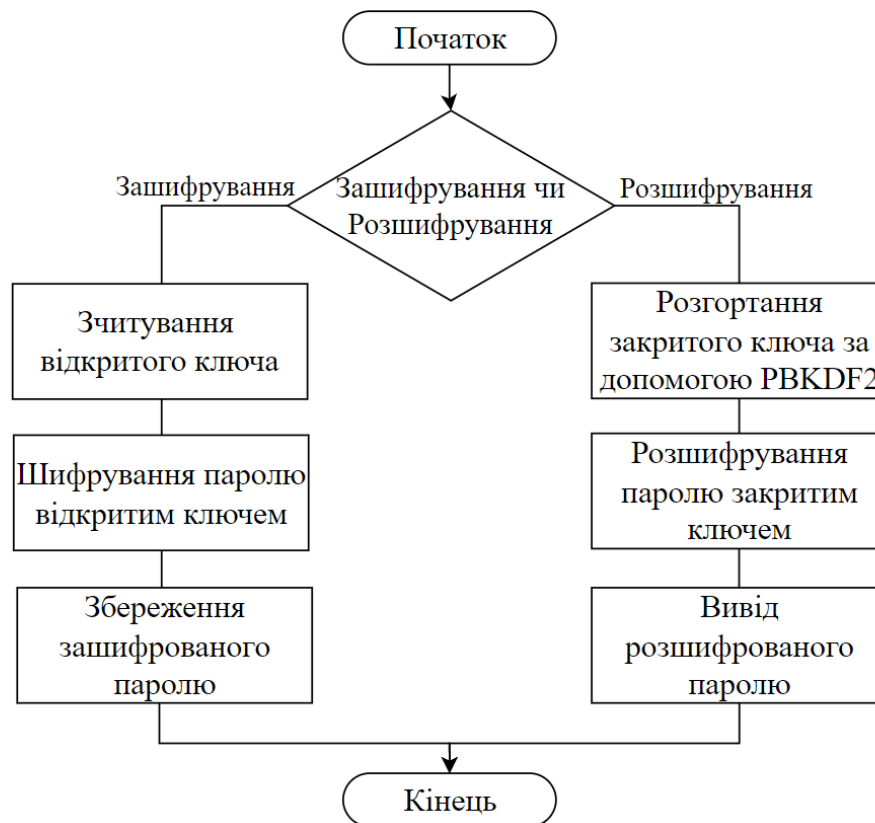 Початок
Зашифрування
Зашифрування чи
Розшифрування
Розшифрування
Зчитування
відкритого ключа
Шифрування паролю
відкритим ключем
Збереження
зашифрованого
паролю
Розгортання
закритого ключа за
допомогою PBKDF2
Розшифрування
паролю закритим
ключем
Вивід
розшифрованого
паролю
Кінець